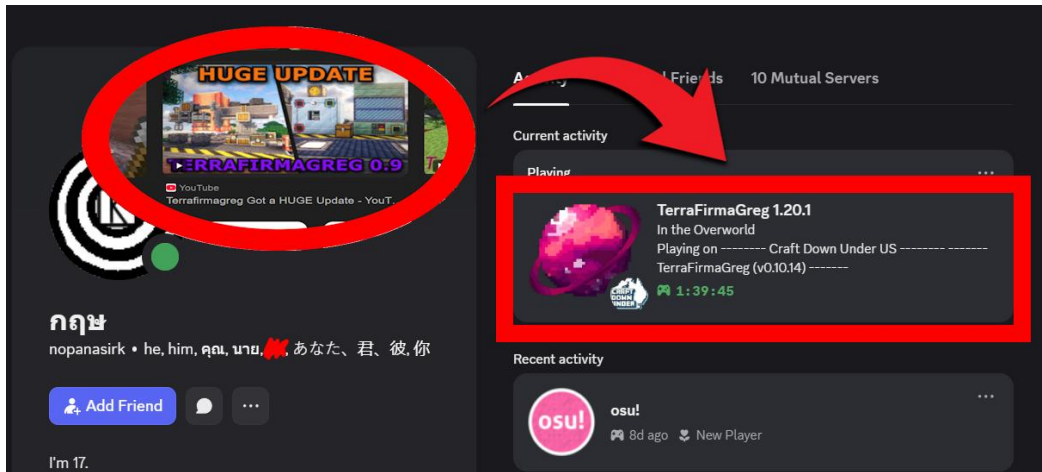 HUGE UPDATE
TERRAFIRMAGREG 0.9
YouTube
Terrafirmagreg Got a HUGE Update - YouT...
Friends
10 Mutual Servers
Current activity
Playing
TerraFirmaGreg 1.20.1
In the Overworld
Playing on -------- Craft Down Under US -------- -------
TerraFirmaGreg (v0.10.14) -------
CRAFT DOWN UNDER
1:39:45
กฤษ
nopanasirk • he, him, คุณ, นาย, , あなた、君、彼, 你
Add Friend
I'm 17.
Recent activity
osu!
osu!
8d ago
New Player